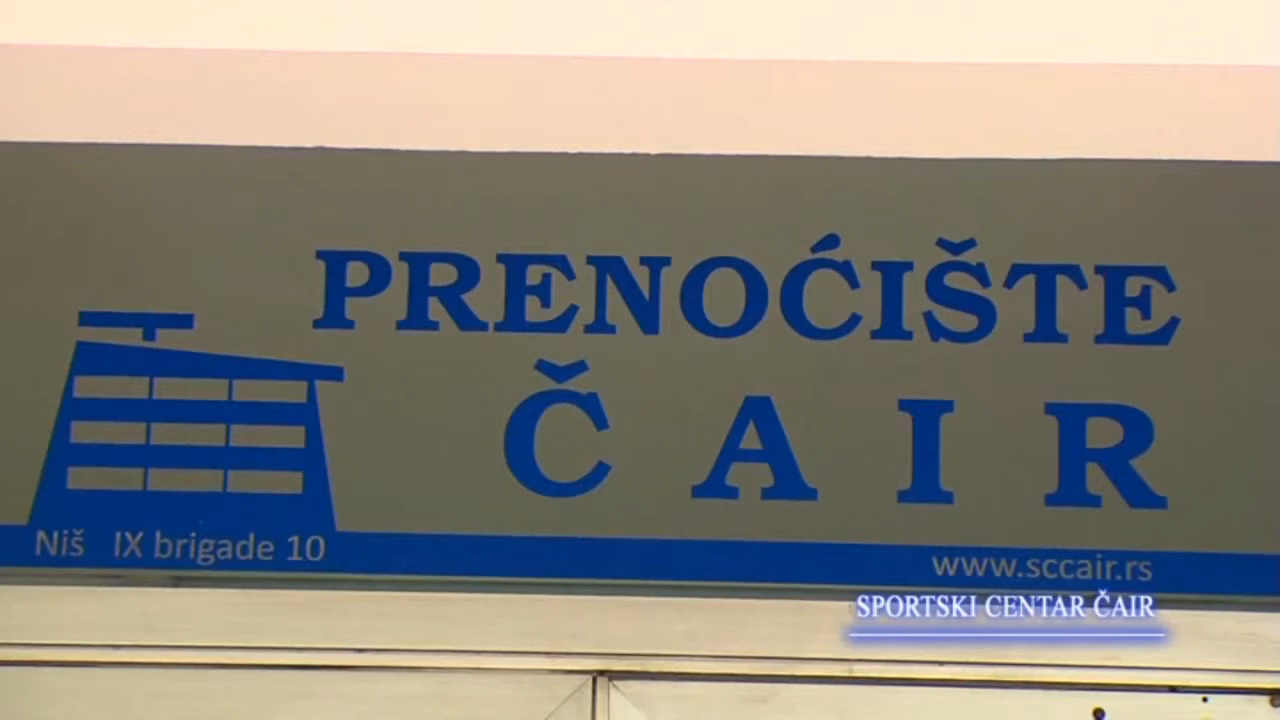 PRENOĆIŠTE
ČAIR
Niš IX brigade 10
www.sccair.rs
SPORTSKI CENTAR ČAIR